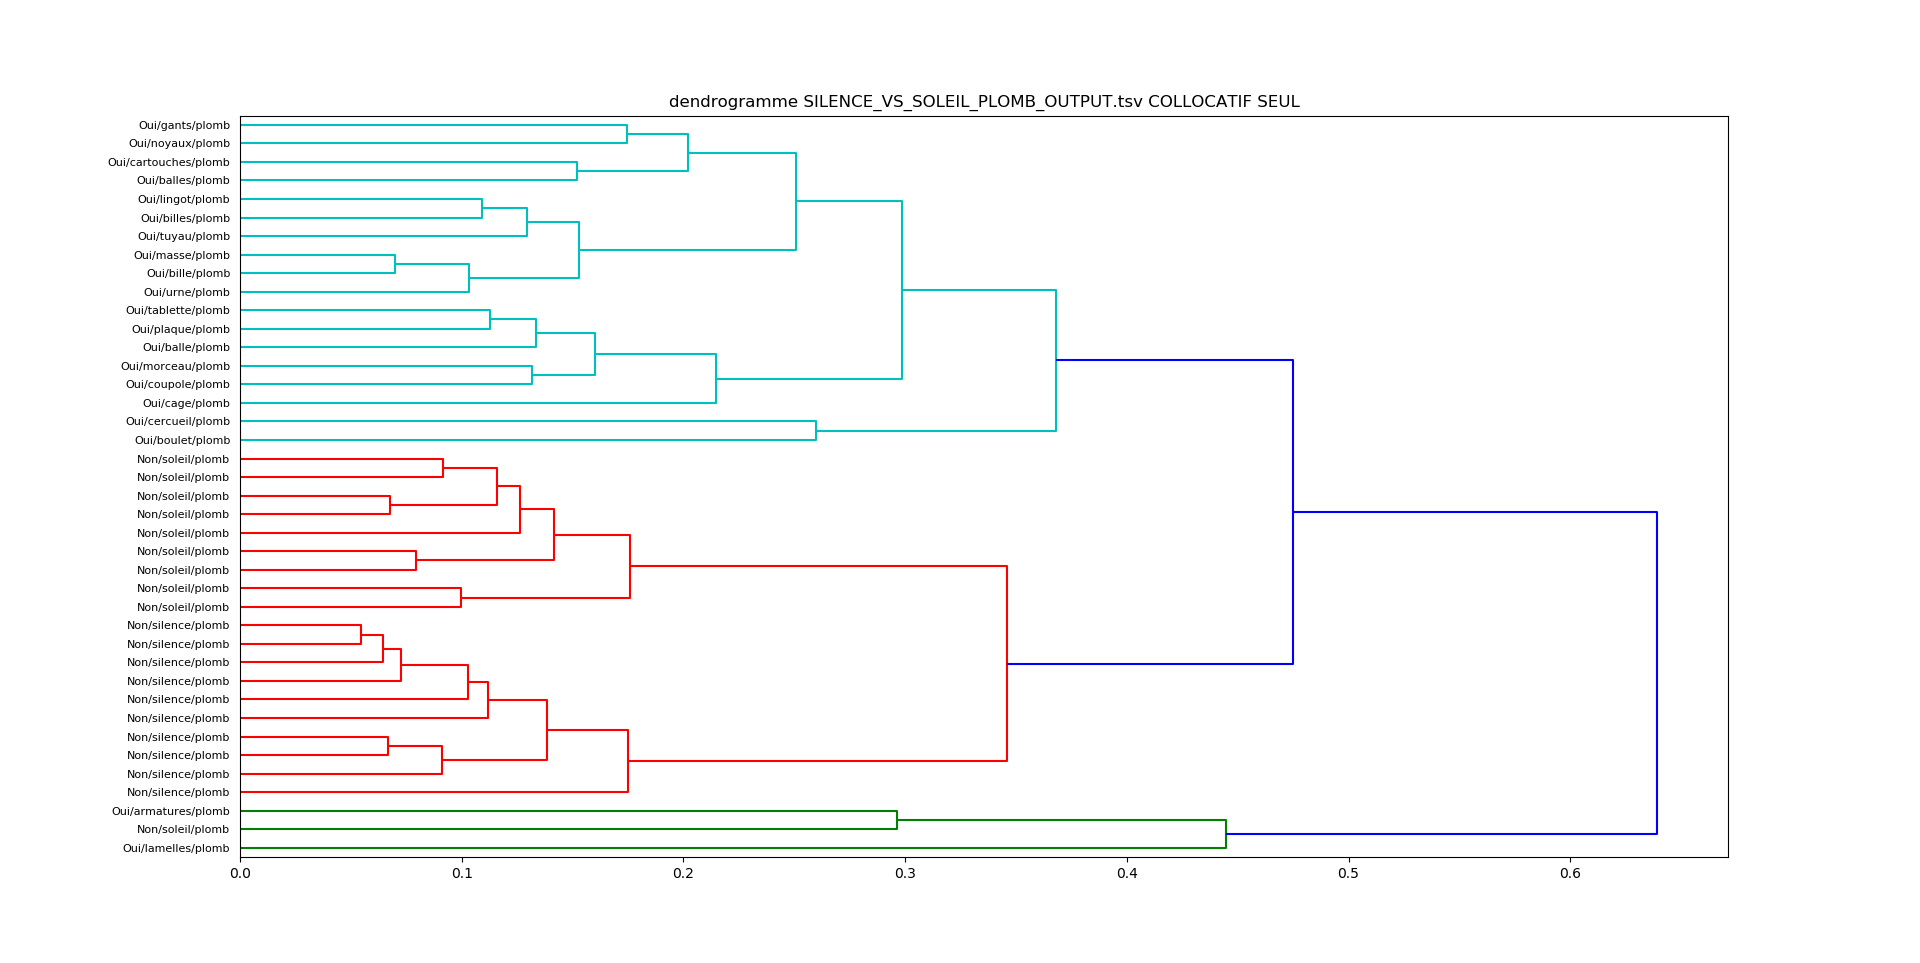 dendrogramme SILENCE_VS_SOLEIL_PLOMB_OUTPUT.tsv COLLOCATIF SEUL
Oui/gants/plomb
Oui/noyaux/plomb
Oui/cartouches/plomb
Oui/balles/plomb
Oui/lingot/plomb
Oui/billes/plomb
Oui/tuyau/plomb
Oui/masse/plomb
Oui/bille/plomb
Oui/urne/plomb
Oui/tablette/plomb
Oui/plaque/plomb
Oui/balle/plomb
Oui/morceau/plomb
Oui/coupole/plomb
Oui/cage/plomb
Oui/cercueil/plomb
Oui/boulet/plomb
Non/soleil/plomb
Non/soleil/plomb
Non/soleil/plomb
Non/soleil/plomb
Non/soleil/plomb
Non/soleil/plomb
Non/soleil/plomb
Non/soleil/plomb
Non/soleil/plomb
Non/silence/plomb
Non/silence/plomb
Non/silence/plomb
Non/silence/plomb
Non/silence/plomb
Non/silence/plomb
Non/silence/plomb
Non/silence/plomb
Non/silence/plomb
Non/silence/plomb
Oui/armatures/plomb
Non/soleil/plomb
Oui/lamelles/plomb
0.0 0.1 0.2 0.3 0.4 0.5 0.6